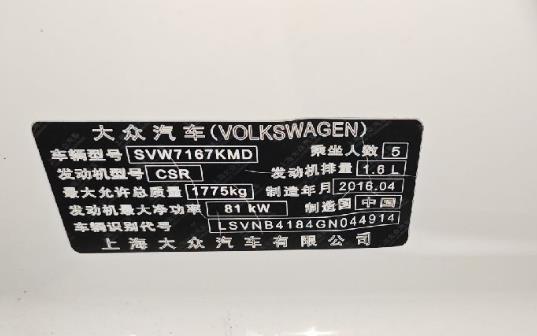 大众汽车(VOLKSWAGEN)
车辆型号 SVW7167KMD 乘坐人数 5
发动机型号 CSR 发动机排量 1.6 L
最大允许总质量 1775kg 制造年月 2016.04
发动机最大净功率 81 kW 制造国 中国
车辆识别代号 LSVNB4184GN044914
上海大众汽车有限公司